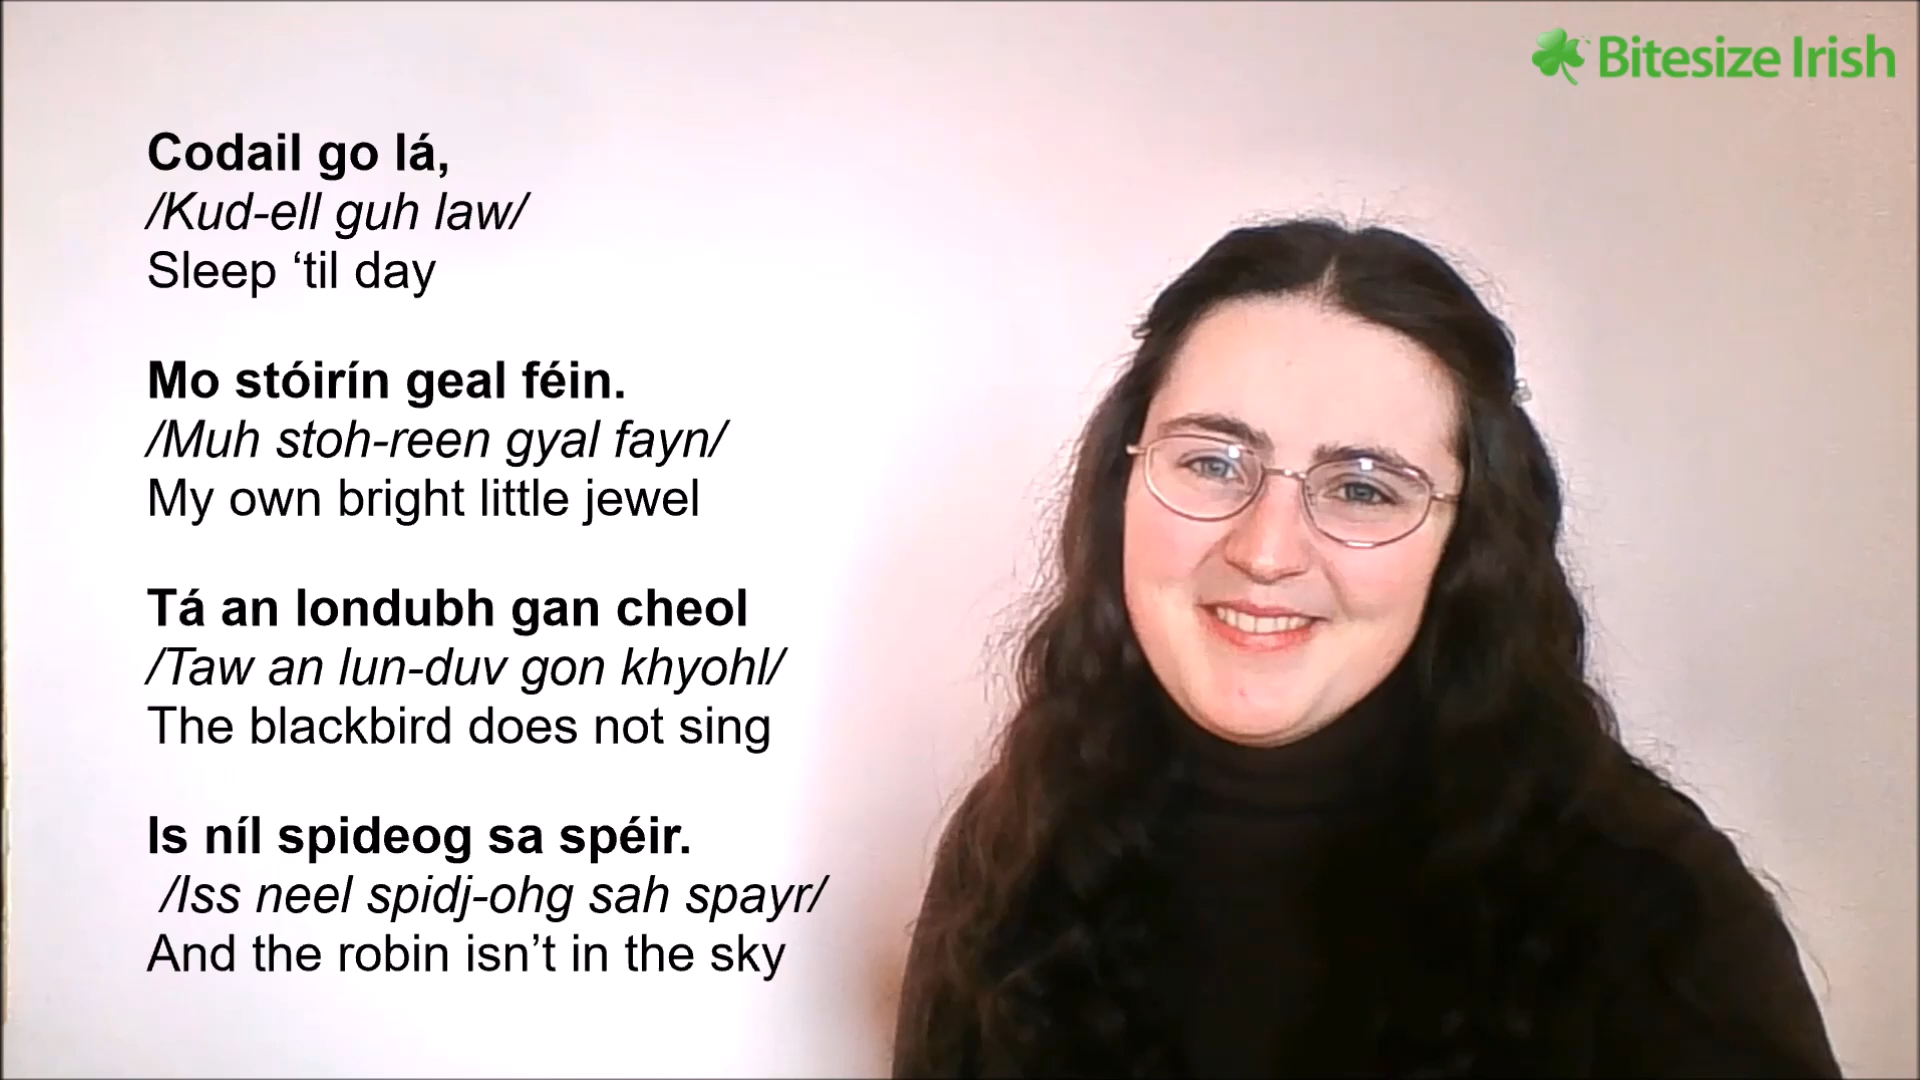 Bitesize Irish
Codail go lá,
/Kud-ell guh law/
Sleep ‘til day
Mo stóirín geal féin.
/Muh stoh-reen gyal fayn/
My own bright little jewel
Tá an londubh gan cheol
/Taw an lun-duv gon khyohl/
The blackbird does not sing
Is níl spideog sa spéir.
/Iss neel spidj-ohg sah spayr/
And the robin isn’t in the sky